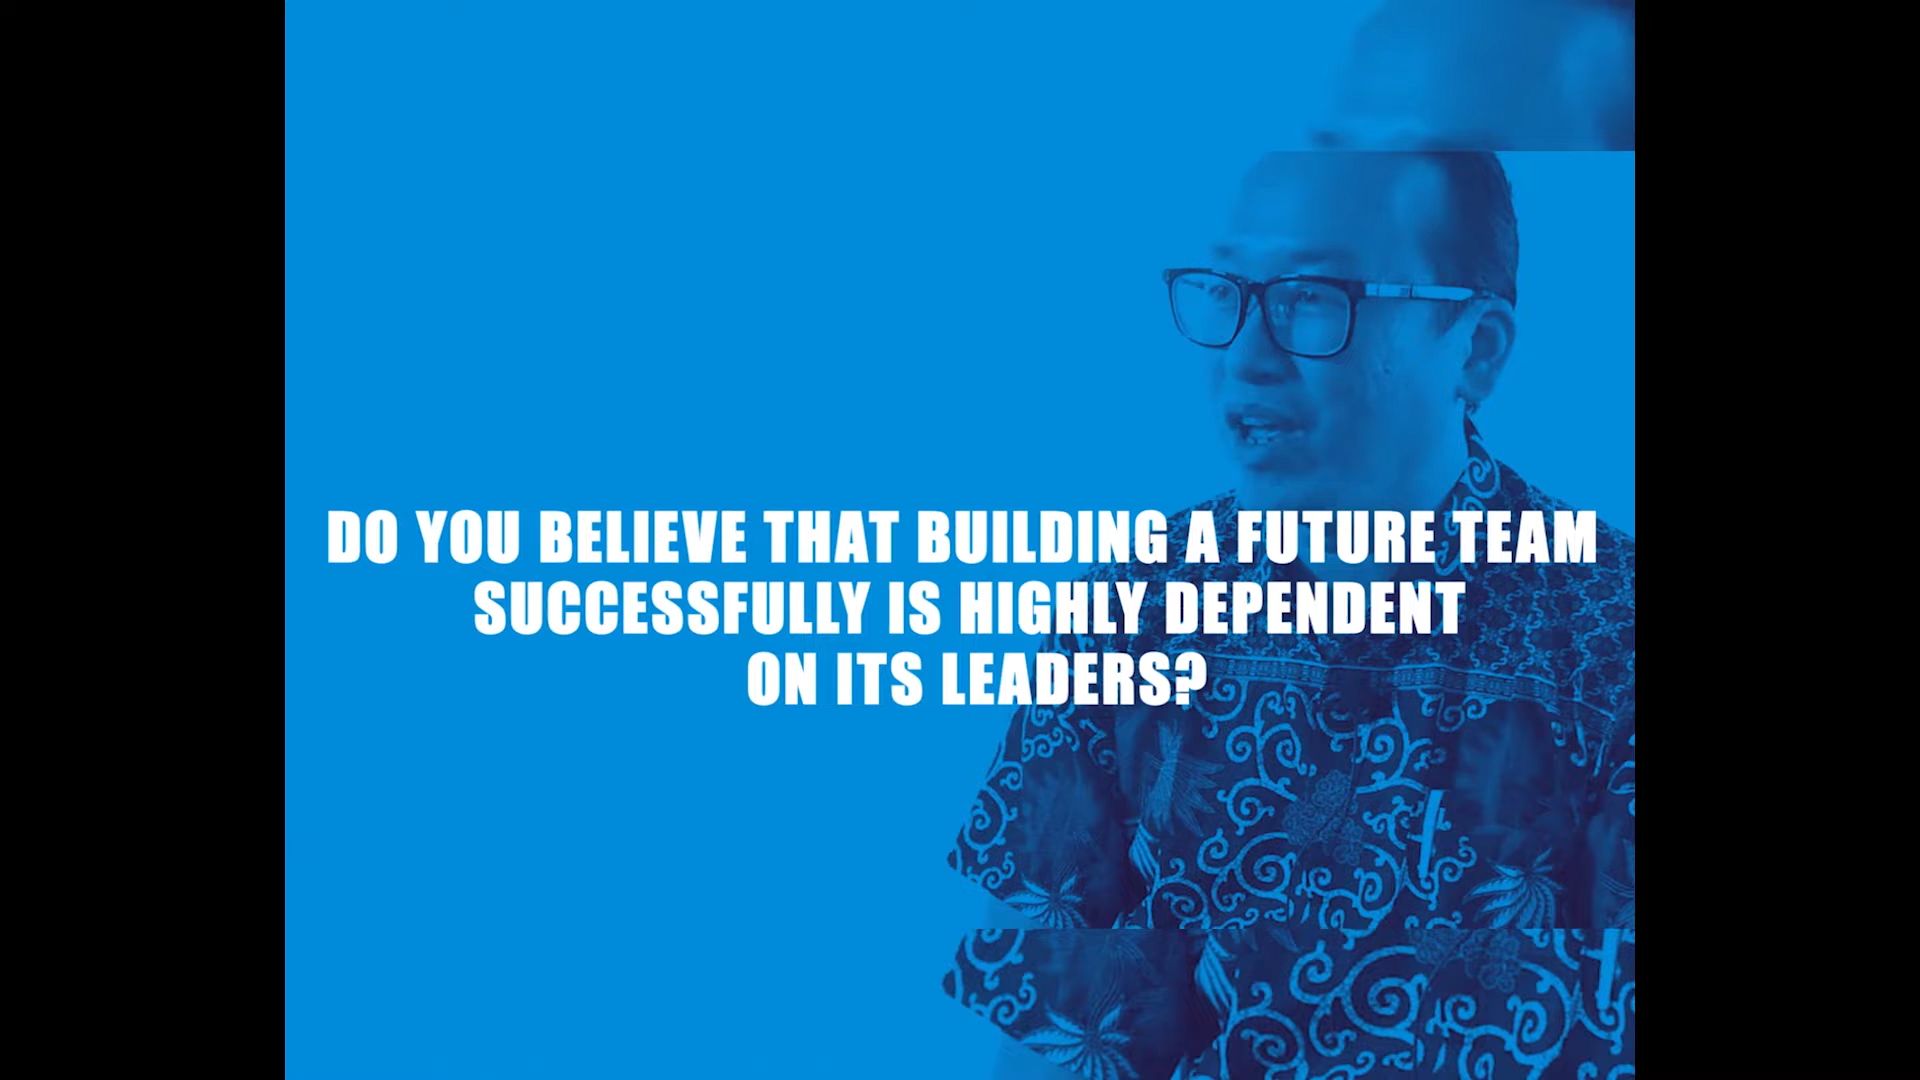 DO YOU BELIEVE THAT BUILDING A FUTURE TEAM
SUCCESSFULLY IS HIGHLY DEPENDENT
ON ITS LEADERS?